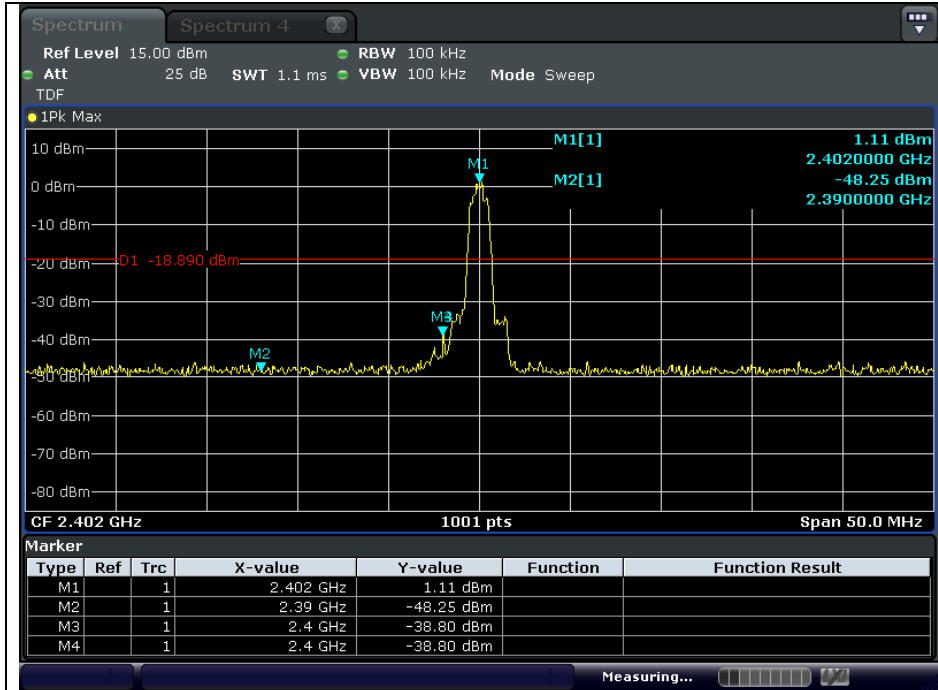 Spectrum Spectrum 4 X
Ref Level 15.00 dBm RBW 100 kHz
Att 25 dB SWT 1.1 ms VBW 100 kHz Mode Sweep
TDF
1Pk Max
M1[1] 1.11 dBm
2.4020000 GHz
M2[1] -48.25 dBm
2.3900000 GHz
10 dBm
M1
0 dBm
-10 dBm
-20 dBm
D1 -18.890 dBm
-30 dBm
M3
-40 dBm
M2
-50 dBm
-60 dBm
-70 dBm
-80 dBm
CF 2.402 GHz 1001 pts Span 50.0 MHz
Marker
Type Ref Trc X-value Y-value Function Function Result
M1 1 2.402 GHz 1.11 dBm
M2 1 2.39 GHz -48.25 dBm
M3 1 2.4 GHz -38.80 dBm
M4 1 2.4 GHz -38.80 dBm
Measuring...